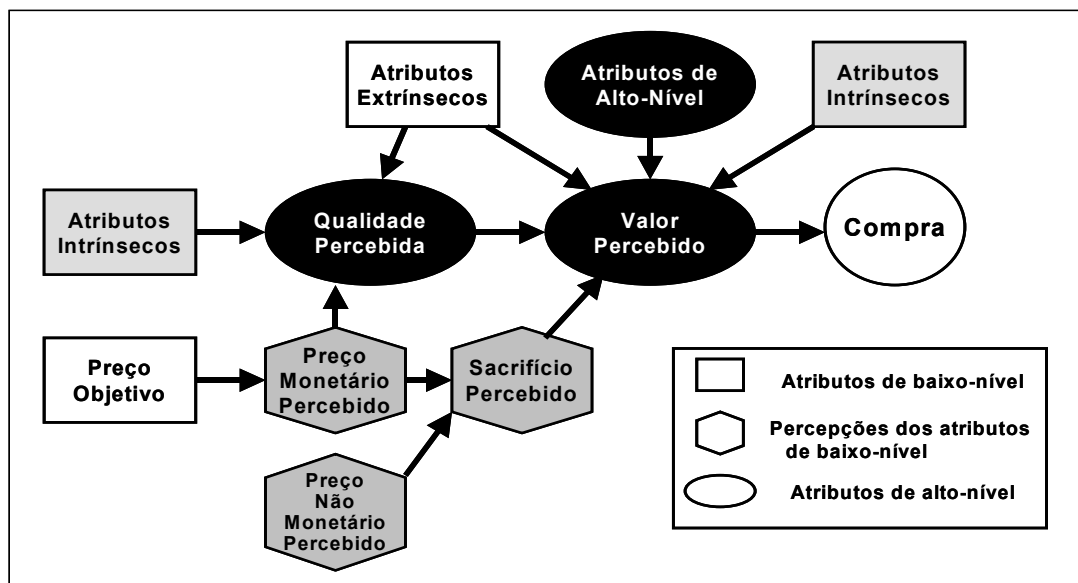 Atributos
Extrínsecos
Atributos de
Alto-Nível
Atributos
Intrínsecos
Atributos
Intrínsecos
Qualidade
Percebida
Valor
Percebido
Compra
Preço
Objetivo
Preço
Monetário
Percebido
Sacrifício
Percebido
Preço
Não
Monetário
Percebido
Atributos de baixo-nível
Percepções dos atributos
de baixo-nível
Atributos de alto-nível